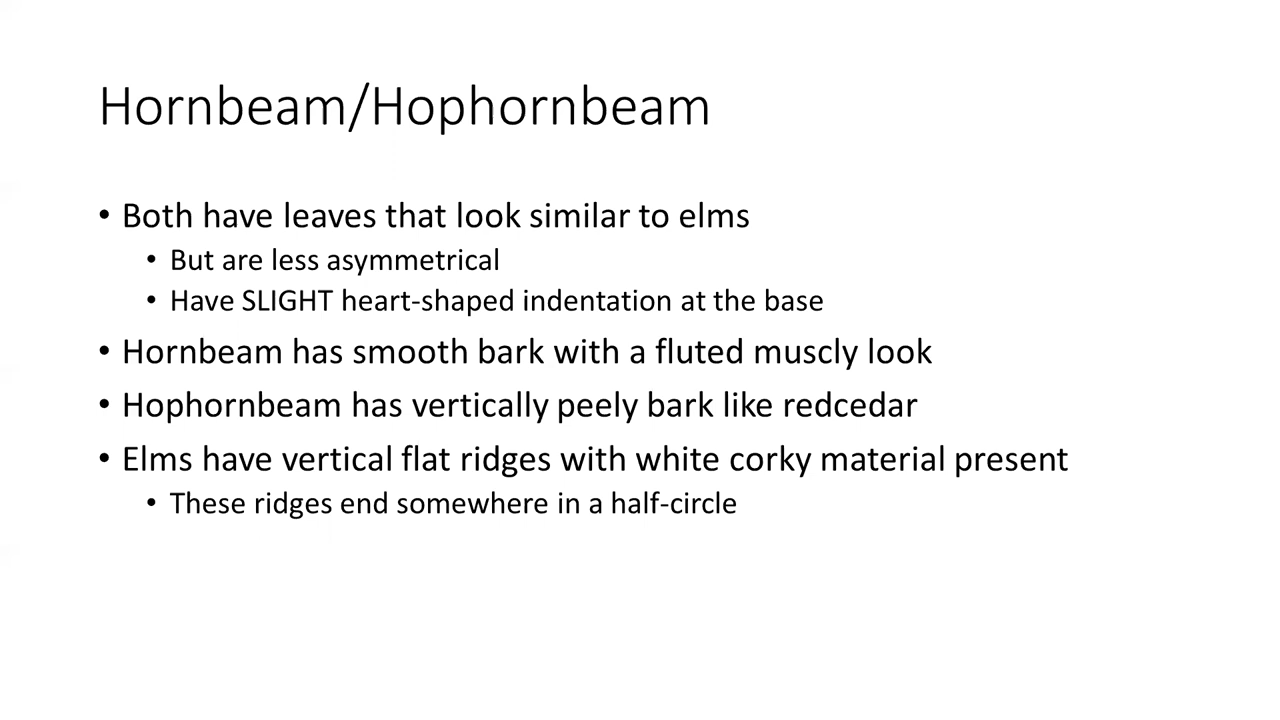 Hornbeam/Hophornbeam
• Both have leaves that look similar to elms
• But are less asymmetrical
• Have SLIGHT heart-shaped indentation at the base
• Hornbeam has smooth bark with a fluted muscly look
• Hophornbeam has vertically peely bark like redcedar
• Elms have vertical flat ridges with white corky material present
• These ridges end somewhere in a half-circle